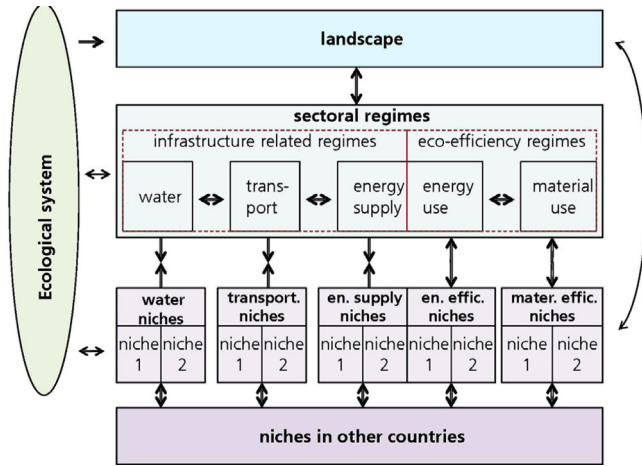 landscape
Ecological system
sectoral regimes
infrastructure related regimes
eco-efficiency regimes
water
trans-
port
energy
supply
energy
use
material
use
water
niches
transport.
niches
en. supply
niches
en. effic.
niches
mater. effic.
niches
niche
1
niche
2
niche
1
niche
2
niche
1
niche
2
niche
1
niche
2
niche
1
niche
2
niches in other countries